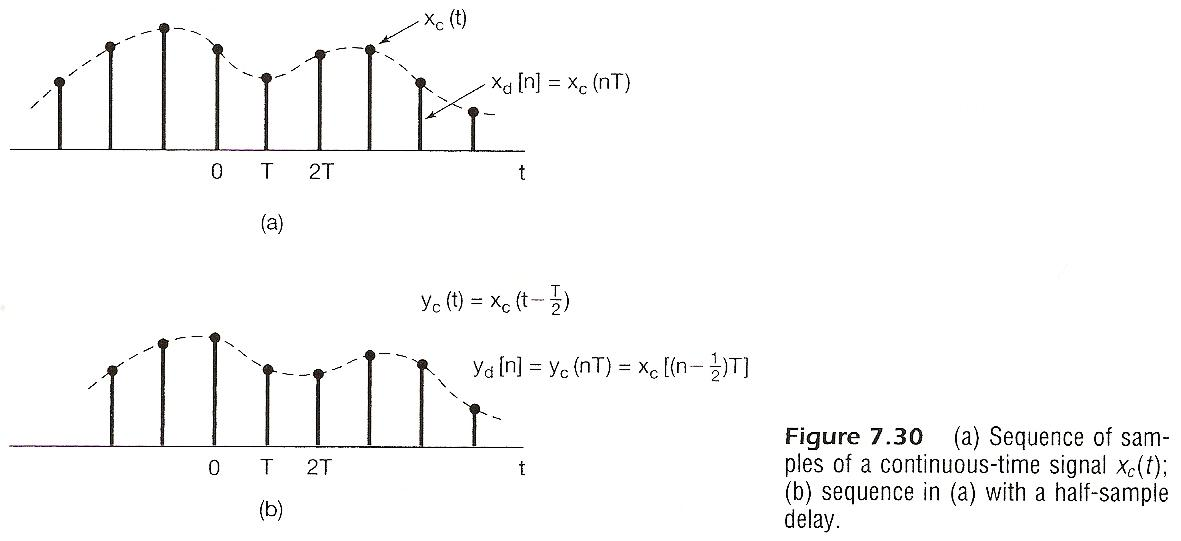 x_c (t)
x_d [n] = x_c (nT)
0 T 2T t
(a)
y_c (t) = x_c (t− T/2)
y_d [n] = y_c (nT) = x_c [(n− 1/2)T]
0 T 2T t
(b)
Figure 7.30 (a) Sequence of sam-
ples of a continuous-time signal x_c(t);
(b) sequence in (a) with a half-sample
delay.